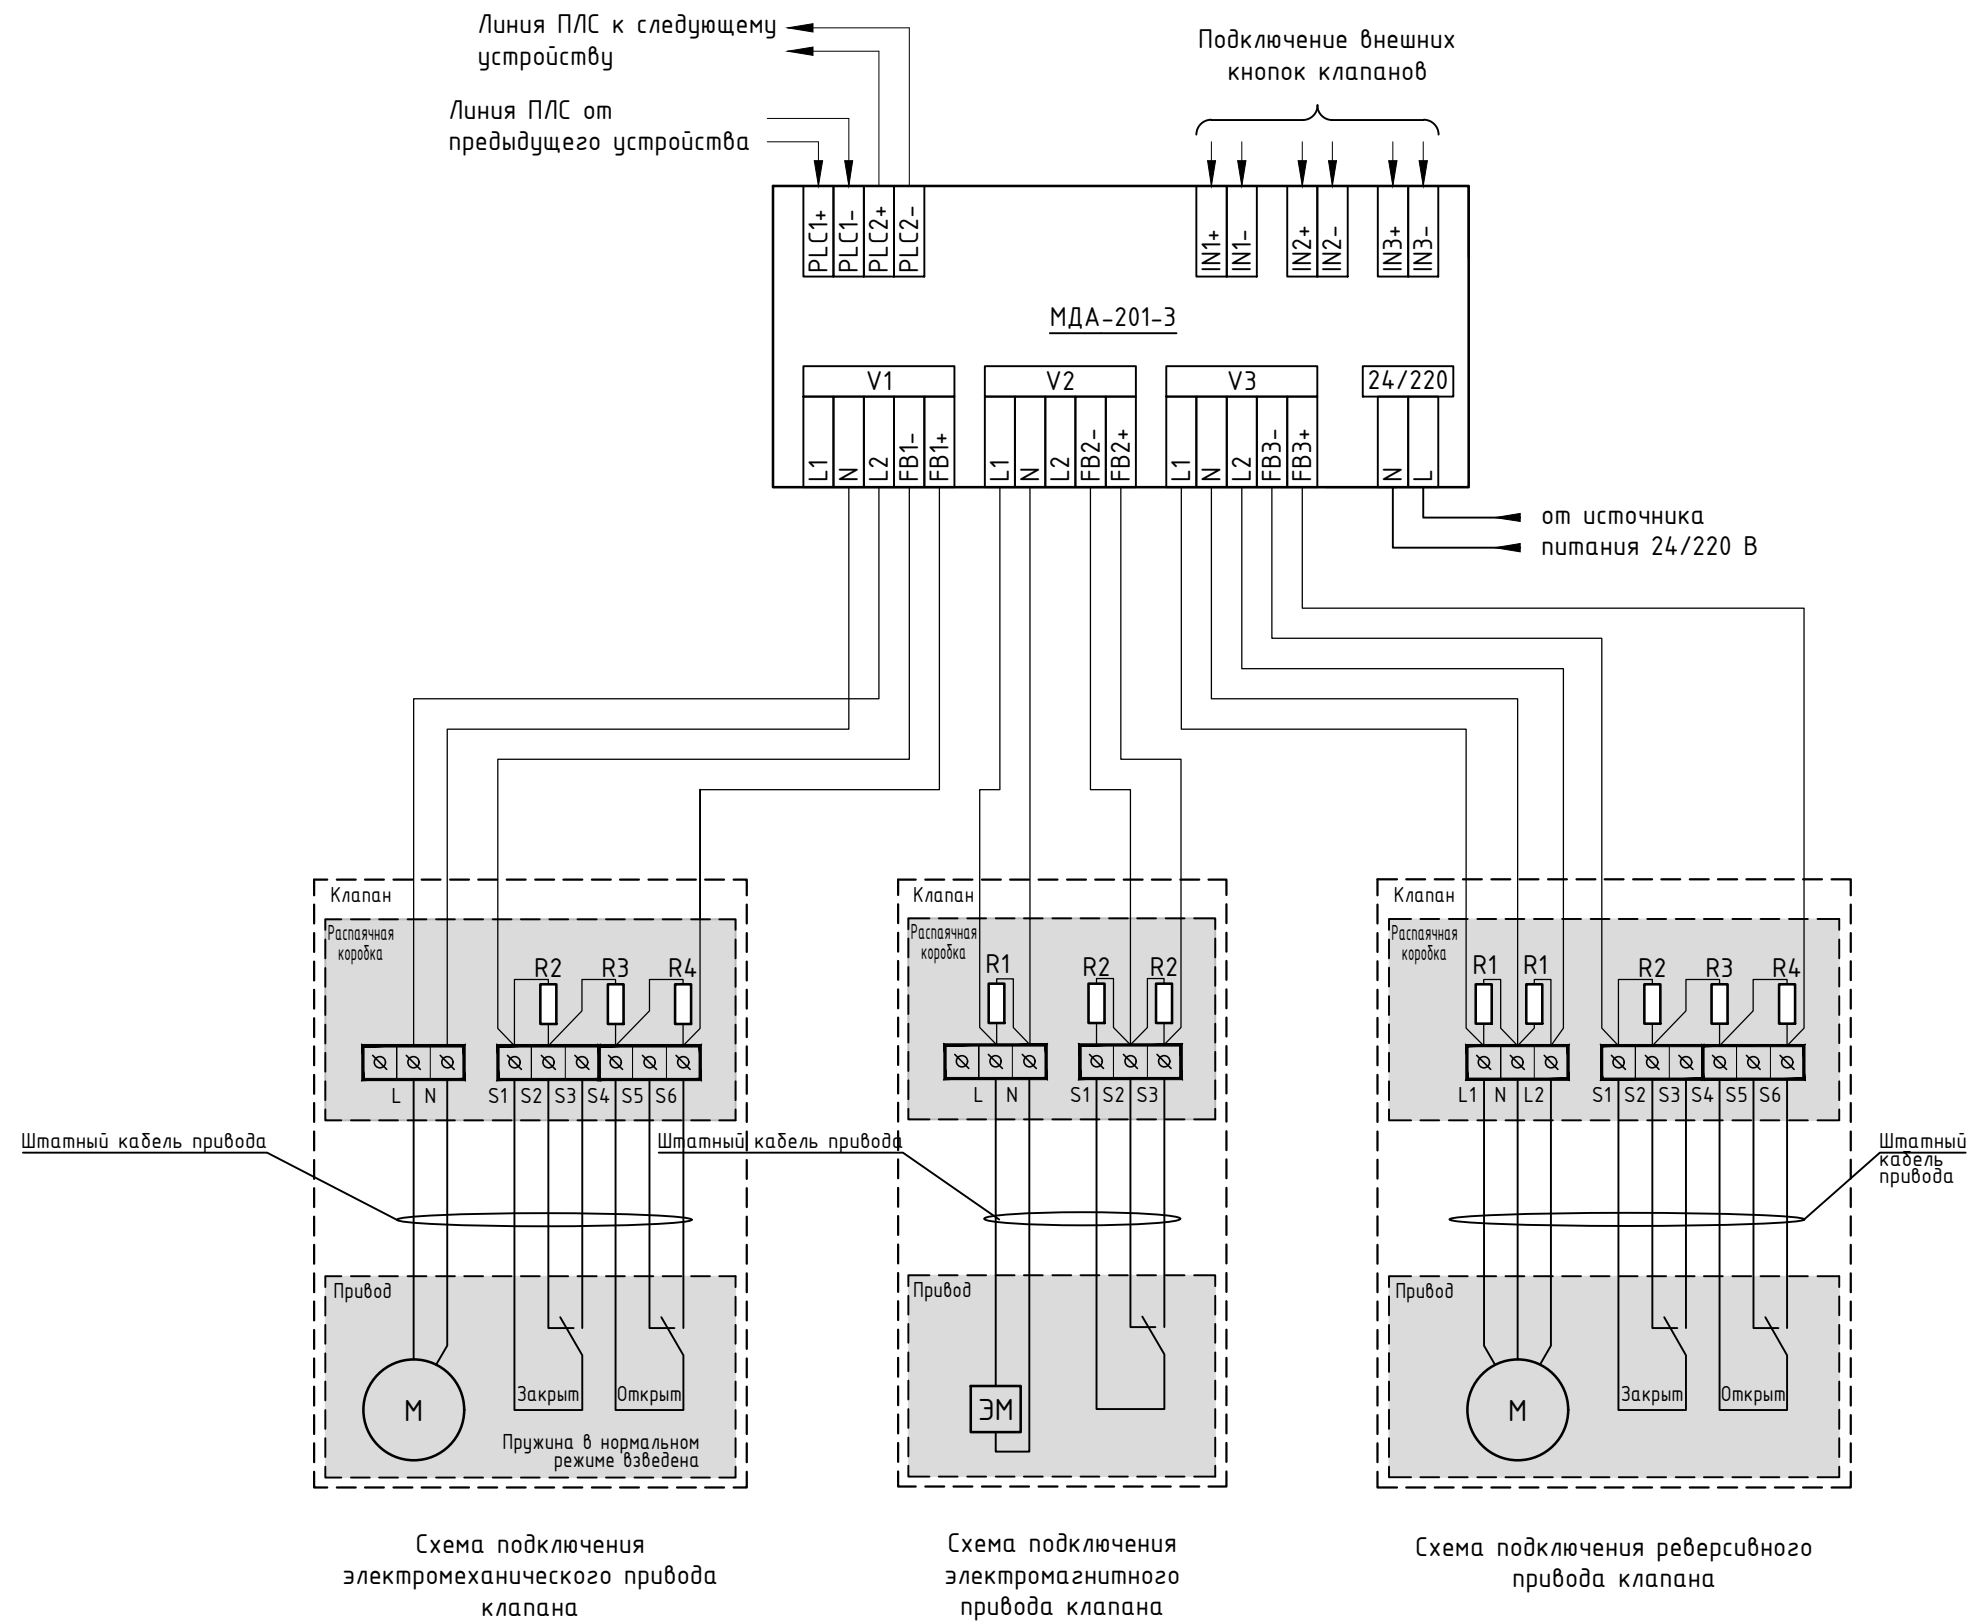 Линия ПЛС к следующему
устройству
Подключение внешних
кнопок клапанов
Линия ПЛС от
предыдущего устройства
PLC1+
PLC1-
PLC2+
PLC2-
IN1+
IN1-
IN2+
IN2-
IN3+
IN3-
МДА-201-3
V1
V2
V3
24/220
L1
N
L2
FB1-
FB1+
L1
N
L2
FB2-
FB2+
L1
N
L2
FB3-
FB3+
N
L
от источника
питания 24/220 В
Клапан
Распаячная
коробка
R2 R3 R4
L N S1 S2 S3 S4 S5 S6
Штатный кабель привода
Привод
М
Закрыт Открыт
Пружина в нормальном
режиме взведена
Схема подключения
электромеханического привода
клапана
Клапан
Распаячная
коробка
R1 R2 R2
L N S1 S2 S3
Штатный кабель привода
Привод
ЭМ
Схема подключения
электромагнитного
привода клапана
Клапан
Распаячная
коробка
R1 R1 R2 R3 R4
L1 N L2 S1 S2 S3 S4 S5 S6
Штатный
кабель
привода
Привод
М
Закрыт Открыт
Схема подключения реверсивного
привода клапана